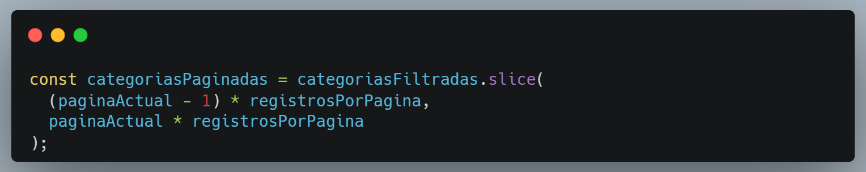 const categoriasPaginadas = categoriasFiltradas.slice(
  (paginaActual - 1) * registrosPorPagina,
  paginaActual * registrosPorPagina
);